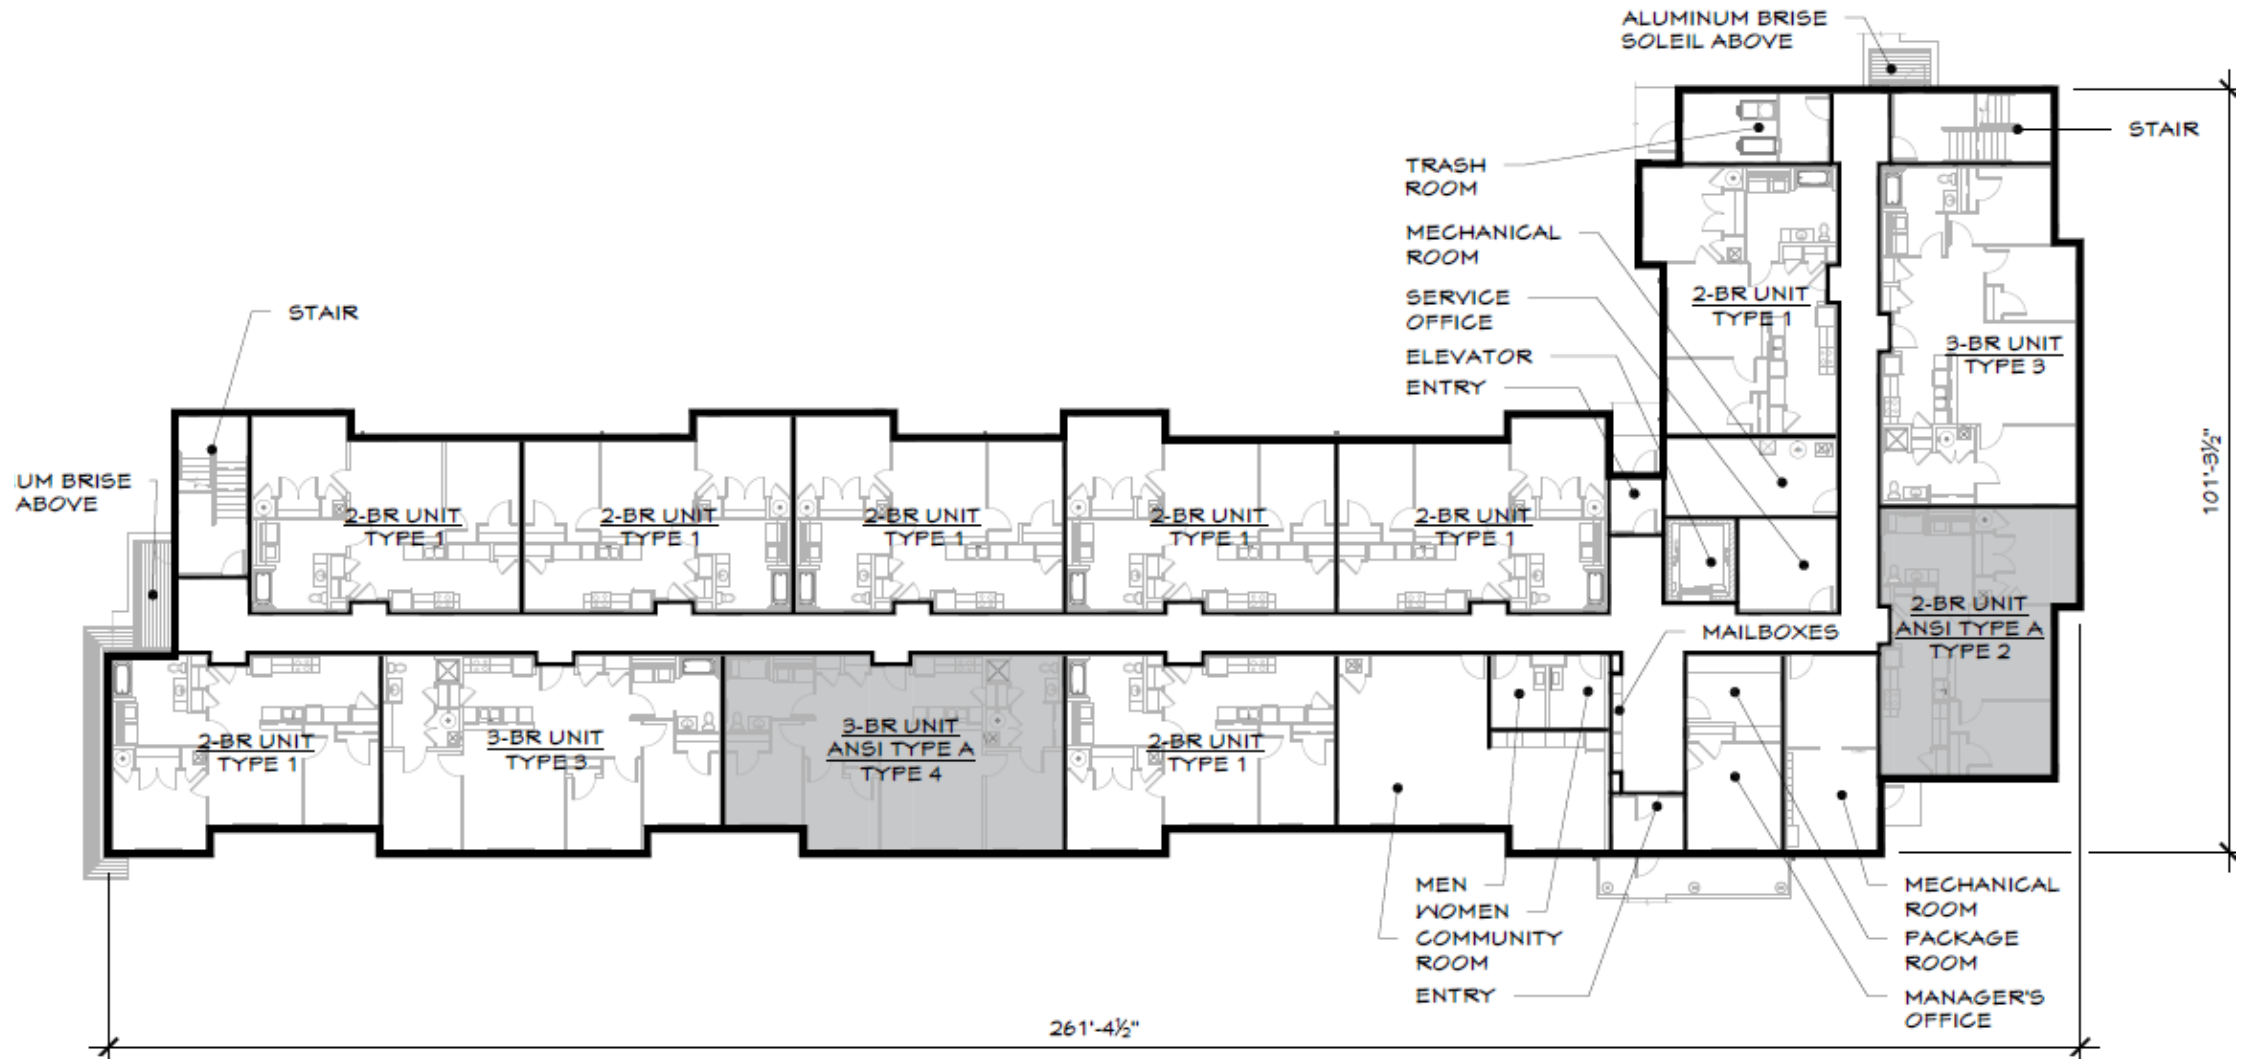 ALUMINUM BRISE
SOLEIL ABOVE
STAIR
TRASH
ROOM
MECHANICAL
ROOM
SERVICE
OFFICE
ELEVATOR
ENTRY
2-BR UNIT
TYPE 1
3-BR UNIT
TYPE 3
STAIR
UM BRISE
ABOVE
2-BR UNIT
TYPE 1
2-BR UNIT
TYPE 1
2-BR UNIT
TYPE 1
2-BR UNIT
TYPE 1
2-BR UNIT
TYPE 1
101'-3½"
2-BR UNIT
ANSI TYPE A
TYPE 2
MAILBOXES
2-BR UNIT
TYPE 1
3-BR UNIT
TYPE 3
3-BR UNIT
ANSI TYPE A
TYPE 4
2-BR UNIT
TYPE 1
MEN
WOMEN
COMMUNITY
ROOM
ENTRY
MECHANICAL
ROOM
PACKAGE
ROOM
MANAGER'S
OFFICE
261'-4½"